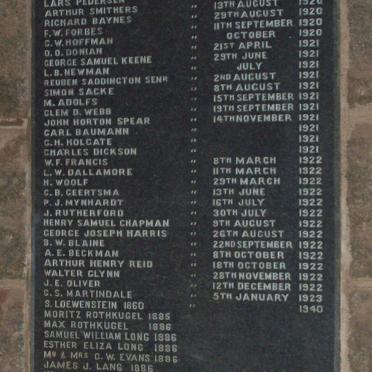 LARS PEDERSEN " 13TH AUGUST 1920
ARTHUR SMITHERS " 29TH AUGUST 1920
RICHARD BAYNES " 11TH SEPTEMBER 1920
F.W. FORBES " OCTOBER 1920
C.W. HOFFMAN " 21ST APRIL 1921
O.O. DONIAN " 29TH JUNE 1921
GEORGE SAMUEL KEENE " JULY 1921
L.B. NEWMAN " 2ND AUGUST 1921
REUBEN SADDINGTON SENR " 8TH AUGUST 1921
SIMON SACKE " 15TH SEPTEMBER 1921
M. ADOLFS " 19TH SEPTEMBER 1921
CLEM D. WEBB " 14TH NOVEMBER 1921
JOHN HORTON SPEAR " 1921
CARL BAUMANN " 1921
G.H. HOLGATE " 1921
CHARLES DICKSON " 1921
W.F. FRANCIS " 8TH MARCH 1922
L.W. DALLAMORE " 11TH MARCH 1922
H. WOOLF " 29TH MARCH 1922
C.B. GEERTSMA " 13TH JUNE 1922
P.J. MYNHARDT " 16TH JULY 1922
J. RUTHERFORD " 30TH JULY 1922
HENRY SAMUEL CHAPMAN " 9TH AUGUST 1922
GEORGE JOSEPH HARRIS " 26TH AUGUST 1922
B.W. BLAINE " 22ND SEPTEMBER 1922
A.E. BECKMAN " 8TH OCTOBER 1922
ARTHUR HENRY REID " 18TH OCTOBER 1922
WALTER GLYNN " 28TH NOVEMBER 1922
J.E. OLIVER " 12TH DECEMBER 1922
G.S. MARTINDALE " 5TH JANUARY 1923
S. LOEWENSTEIN 1860 1940
MORITZ ROTHKUGEL 1885
MAX ROTHKUGEL 1886
SAMUEL WILLIAM LONG 1886
ESTHER ELIZA LONG 1886
MR & MRS G.W. EVANS 1886
JAMES J. LANG 1886